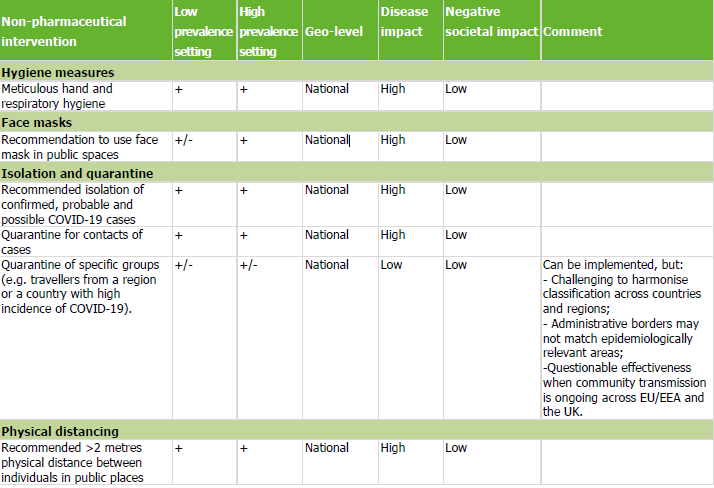 Non-pharmaceutical intervention | Low prevalence setting | High prevalence setting | Geo-level | Disease impact | Negative societal impact | Comment
Hygiene measures
Meticulous hand and respiratory hygiene | + | + | National | High | Low |
Face masks
Recommendation to use face mask in public spaces | +/- | + | National | High | Low |
Isolation and quarantine
Recommended isolation of confirmed, probable and possible COVID-19 cases | + | + | National | High | Low |
Quarantine for contacts of cases | + | + | National | High | Low |
Quarantine of specific groups (e.g. travellers from a region or a country with high incidence of COVID-19). | +/- | +/- | National | Low | Low | Can be implemented, but:
- Challenging to harmonise classification across countries and regions;
- Administrative borders may not match epidemiologically relevant areas;
-Questionable effectiveness when community transmission is ongoing across EU/EEA and the UK.
Physical distancing
Recommended >2 metres physical distance between individuals in public places | + | + | National | High | Low |